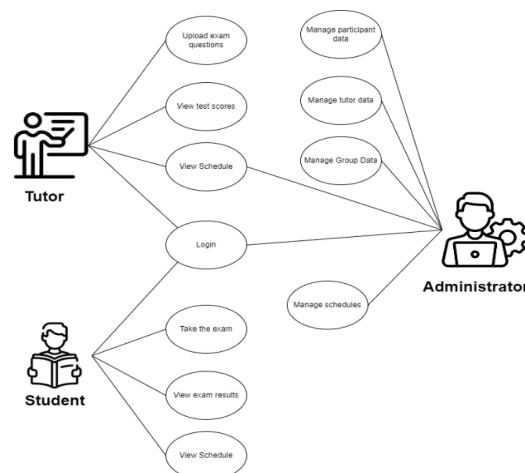 Upload exam
questions
Manage participant
data
View test scores
Manage tutor data
View Schedule
Manage Group Data
Tutor
Login
Administrator
Manage schedules
Take the exam
Student
View exam results
View Schedule